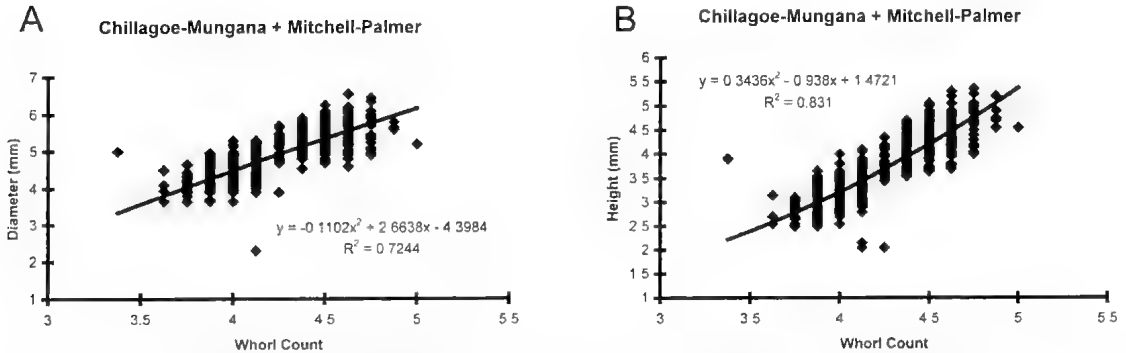 A
Chillagoe-Mungana + Mitchell-Palmer
7
6
5
4
3
2
1
Diameter (mm)
y = -0 1102x² + 2 6638x - 4 3984
R² = 0 7244
3
3 5
4
4 5
5
5 5
Whorl Count
B
Chillagoe-Mungana + Mitchell-Palmer
6
5 5
5
4 5
4
3 5
3
2 5
2
1 5
1
Height (mm)
y = 0 3436x² - 0 938x + 1 4721
R² = 0.831
3
3 5
4
4 5
5
5 5
Whorl Count